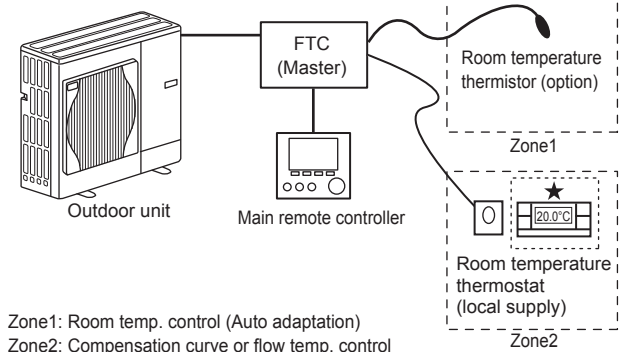 FTC
(Master)
Room temperature
thermistor (option)
Zone1
Outdoor unit
Main remote controller
20.0°C
Room temperature
thermostat
(local supply)
Zone2
Zone1: Room temp. control (Auto adaptation)
Zone2: Compensation curve or flow temp. control